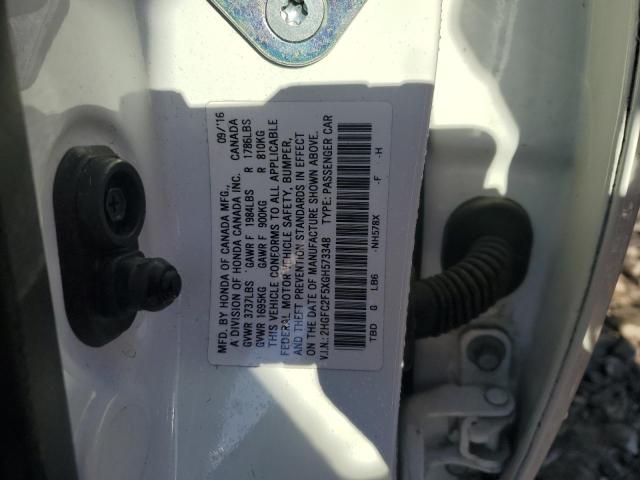 MFD. BY HONDA OF CANADA MFG., 09/'16
A DIVISION OF HONDA CANADA INC. CANADA
GVWR 3737LBS GAWR F 1984LBS R 1786LBS
GVWR 1695KG GAWR F 900KG R 810KG
THIS VEHICLE CONFORMS TO ALL APPLICABLE
FEDERAL MOTOR VEHICLE SAFETY, BUMPER,
AND THEFT PREVENTION STANDARDS IN EFFECT
ON THE DATE OF MANUFACTURE SHOWN ABOVE.
V.I.N.: 2HGFC2F5XGH573348 TYPE: PASSENGER CAR
TBD G LB6 -NH578X -F -H